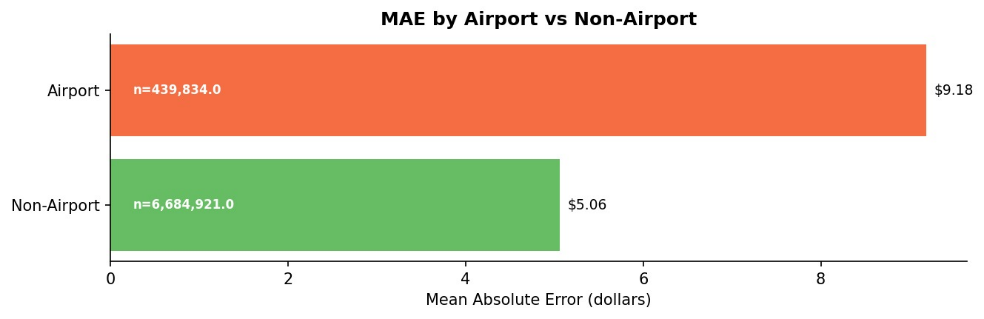 MAE by Airport vs Non-Airport
Airport
n=439,834.0
$9.18
Non-Airport
n=6,684,921.0
$5.06
0 2 4 6 8
Mean Absolute Error (dollars)